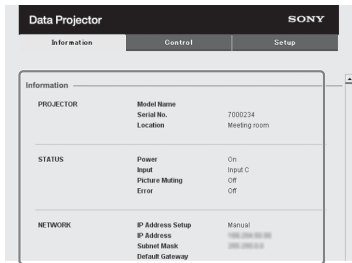 Data Projector SONY
Information Control Setup
Information
PROJECTOR Model Name
Serial No. 7000234
Location Meeting room
STATUS Power On
Input Input C
Picture Muting Off
Error Off
NETWORK IP Address Setup Manual
IP Address
Subnet Mask
Default Gateway